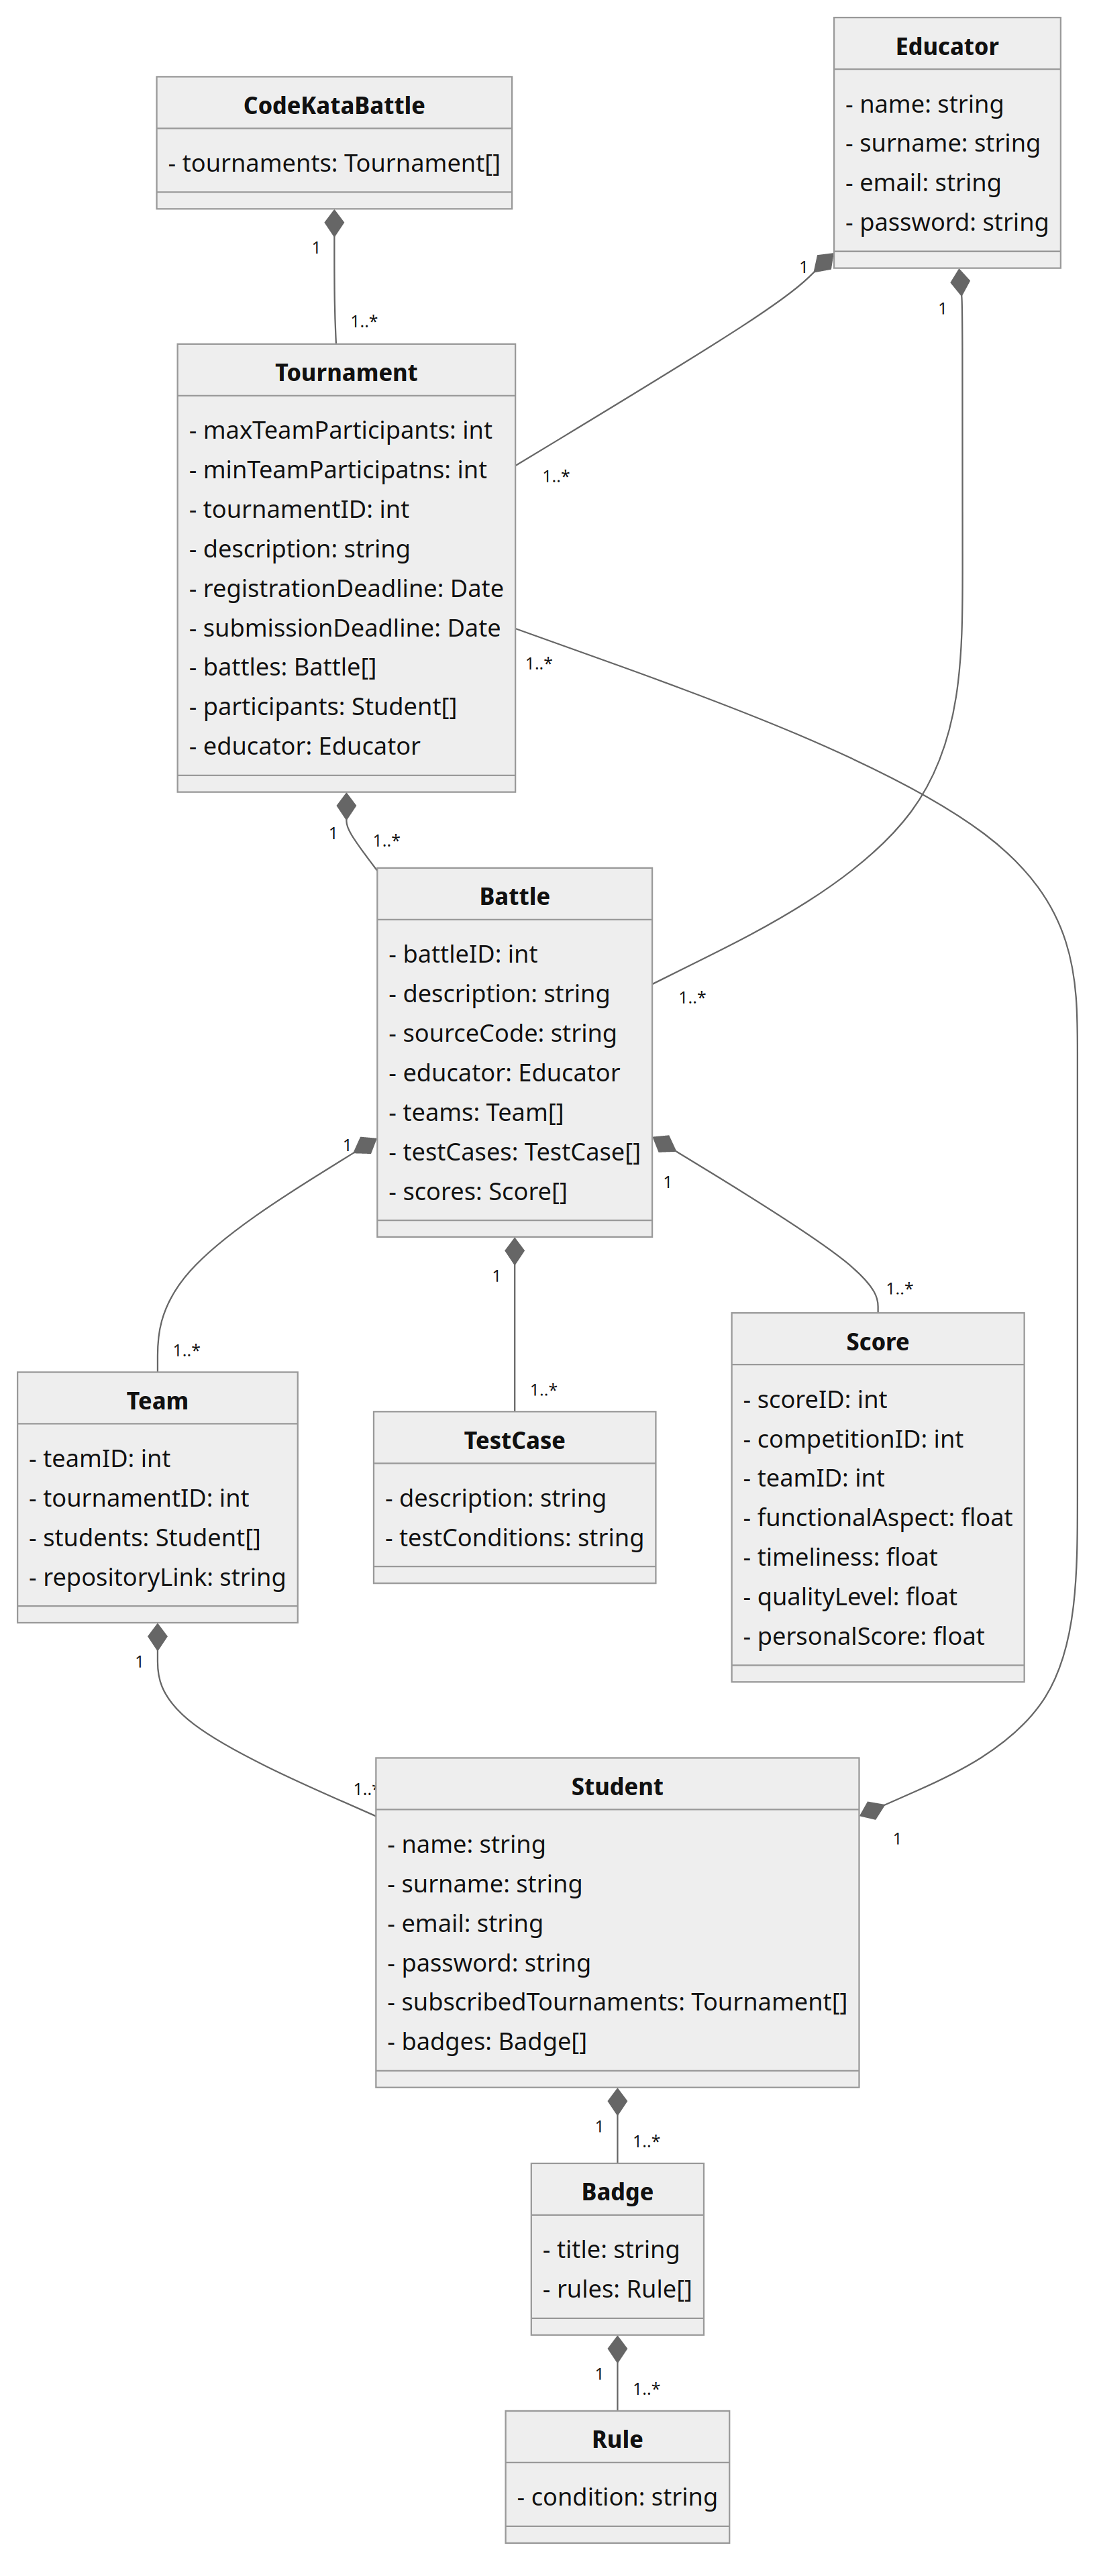 Educator
- name: string
- surname: string
- email: string
- password: string
CodeKataBattle
- tournaments: Tournament[]
1
1..*
1
1..*
1
1..*
Tournament
- maxTeamParticipants: int
- minTeamParticipatns: int
- tournamentID: int
- description: string
- registrationDeadline: Date
- submissionDeadline: Date
- battles: Battle[]
- participants: Student[]
- educator: Educator
1..*
1
1..*
Battle
- battleID: int
- description: string
- sourceCode: string
- educator: Educator
- teams: Team[]
- testCases: TestCase[]
- scores: Score[]
1
1..*
1
1..*
1
1..*
Team
- teamID: int
- tournamentID: int
- students: Student[]
- repositoryLink: string
TestCase
- description: string
- testConditions: string
Score
- scoreID: int
- competitionID: int
- teamID: int
- functionalAspect: float
- timeliness: float
- qualityLevel: float
- personalScore: float
1
1..*
1
Student
- name: string
- surname: string
- email: string
- password: string
- subscribedTournaments: Tournament[]
- badges: Badge[]
1
1..*
Badge
- title: string
- rules: Rule[]
1
1..*
Rule
- condition: string